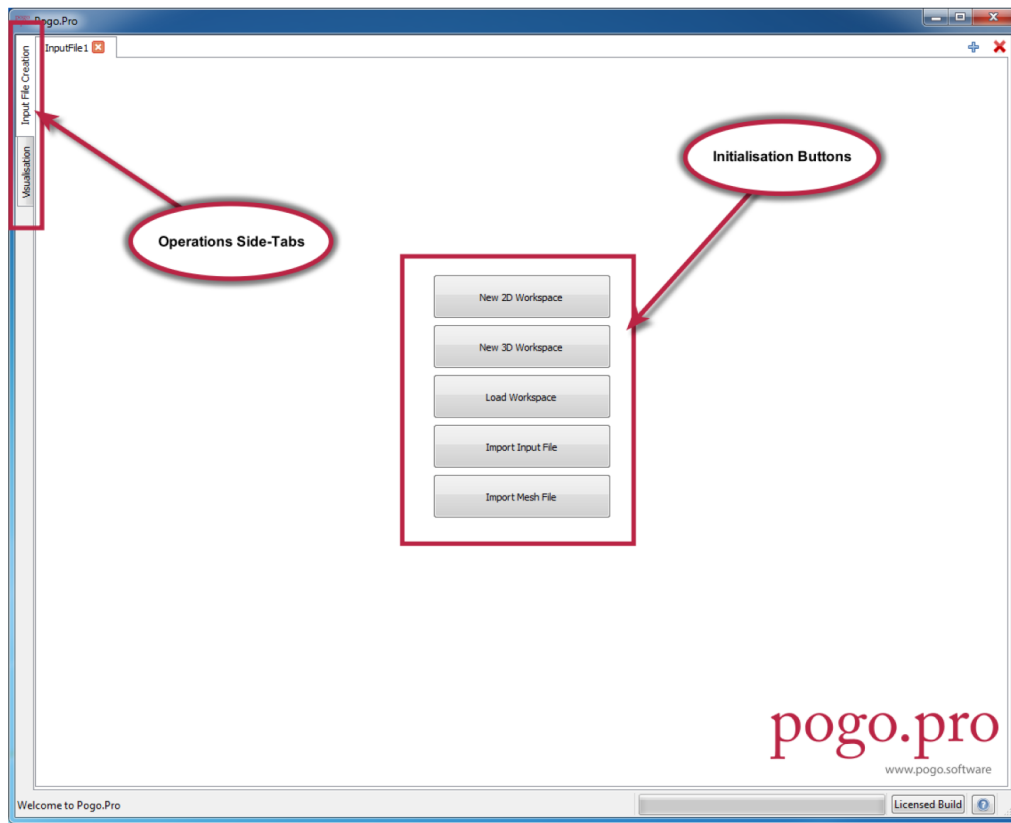 Pogo.Pro
InputFile1
Input File Creation
Visualisation
Initialisation Buttons
Operations Side-Tabs
New 2D Workspace
New 3D Workspace
Load Workspace
Import Input File
Import Mesh File
pogo.pro
www.pogo.software
Welcome to Pogo.Pro
Licensed Build